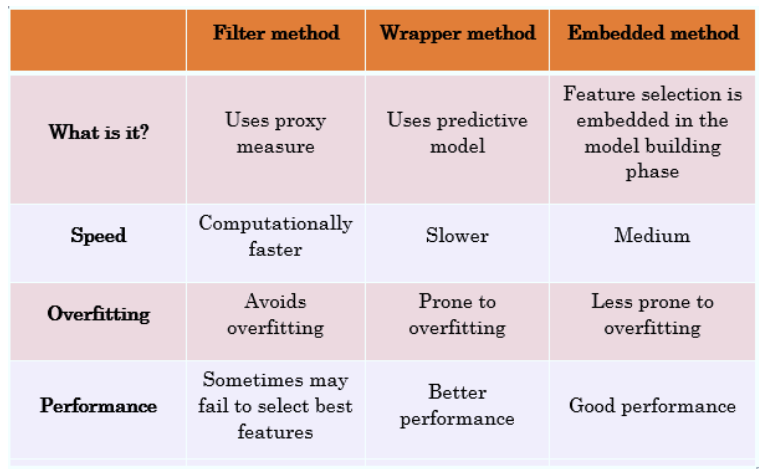 Filter method
Wrapper method
Embedded method
What is it?
Uses proxy
measure
Uses predictive
model
Feature selection is
embedded in the
model building
phase
Speed
Computationally
faster
Slower
Medium
Overfitting
Avoids
overfitting
Prone to
overfitting
Less prone to
overfitting
Performance
Sometimes may
fail to select best
features
Better
performance
Good performance